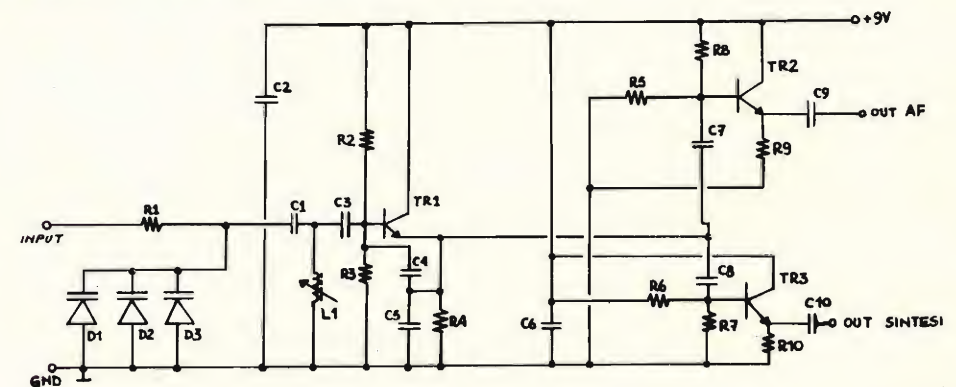 +9V
R8
TR2
C2
R5
C9
OUT AF
R2
C7
R9
R1
C1
C3
TR1
INPUT
R3
C4
C8
TR3
R6
C10
L1
C5
R4
C6
R7
OUT SINTESI
D1
D2
D3
R10
GND